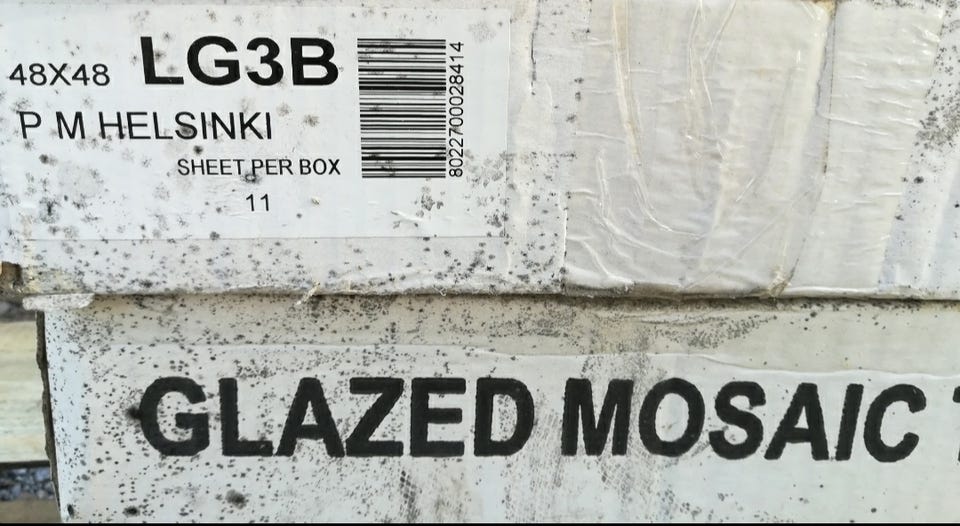 48X48 LG3B
P M HELSINKI
SHEET PER BOX
11
8022700028414
GLAZED MOSAIC